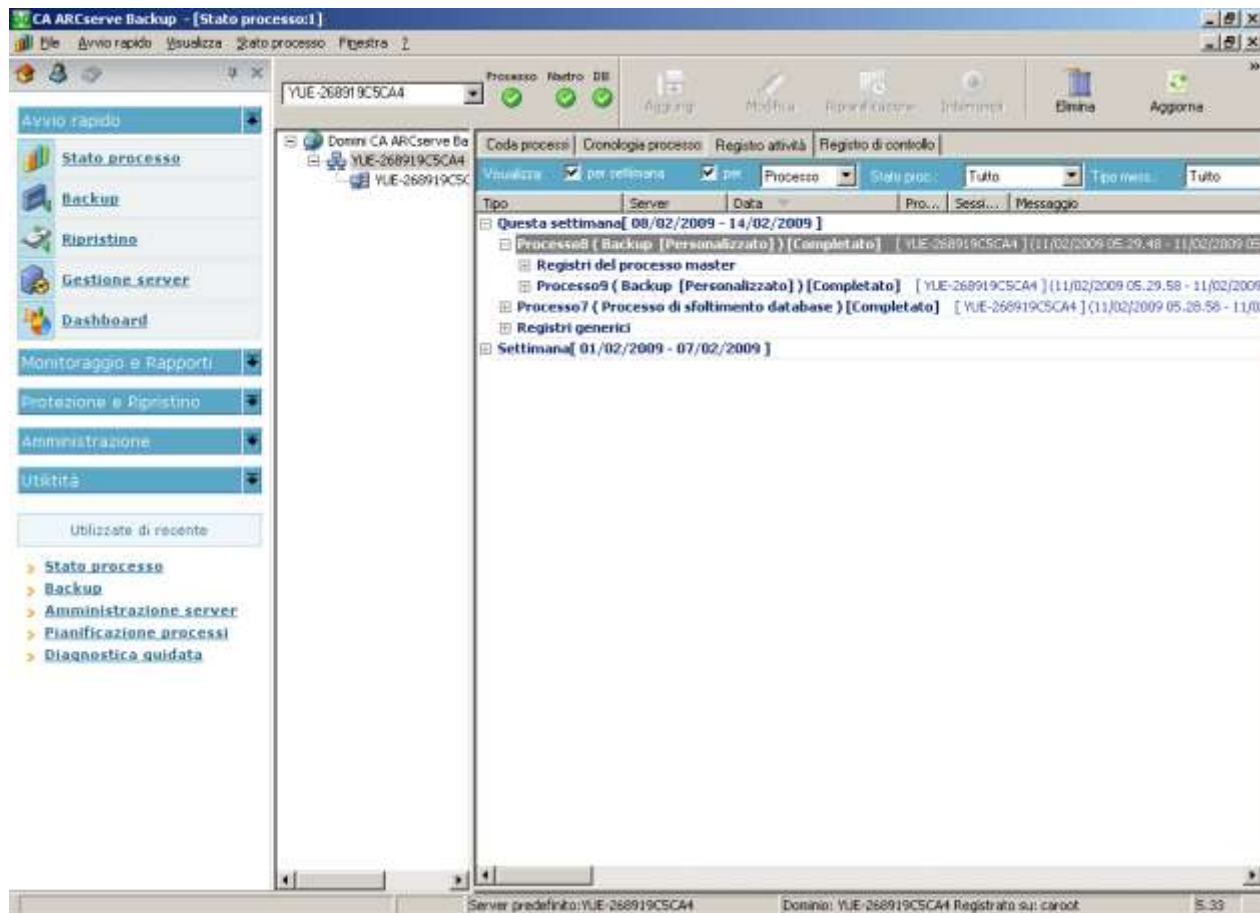 CA ARCserve Backup - [Stato processo:1]
File Avvio rapido Visualizza Stato processo Finestra ?
YUE-268919C5CA4
Processo Nastro DB
Aggiungi Modifica Ripianificazione Interrompi Elimina Aggiorna
Avvio rapido
Stato processo
Backup
Ripristino
Gestione server
Dashboard
Monitoraggio e Rapporti
Protezione e Ripristino
Amministrazione
Utilità
Utilizzate di recente
Stato processo
Backup
Amministrazione server
Pianificazione processi
Diagnostica guidata
Domini CA ARCserve Ba
YUE-268919C5CA4
YUE-268919C5C
Coda processi Cronologia processo Registro attività Registro di controllo
Visualizza per settimana per Processo Stato proc.: Tutto Tipo mess.: Tutto
Tipo Server Data Pro... Sessi... Messaggio
Questa settimana[ 08/02/2009 - 14/02/2009 ]
Processo8 ( Backup [Personalizzato] ) [Completato] [ YUE-268919C5CA4 ] (11/02/2009 05.29.48 - 11/02/2009 05
Registri del processo master
Processo9 ( Backup [Personalizzato] ) [Completato] [ YUE-268919C5CA4 ] (11/02/2009 05.29.58 - 11/02/2009
Processo7 ( Processo di sfoltimento database ) [Completato] [ YUE-268919C5CA4 ] (11/02/2009 05.28.58 - 11/0
Registri generici
Settimana[ 01/02/2009 - 07/02/2009 ]
Server predefinito:YUE-268919C5CA4 Dominio: YUE-268919C5CA4 Registrato su: caroot 5.33